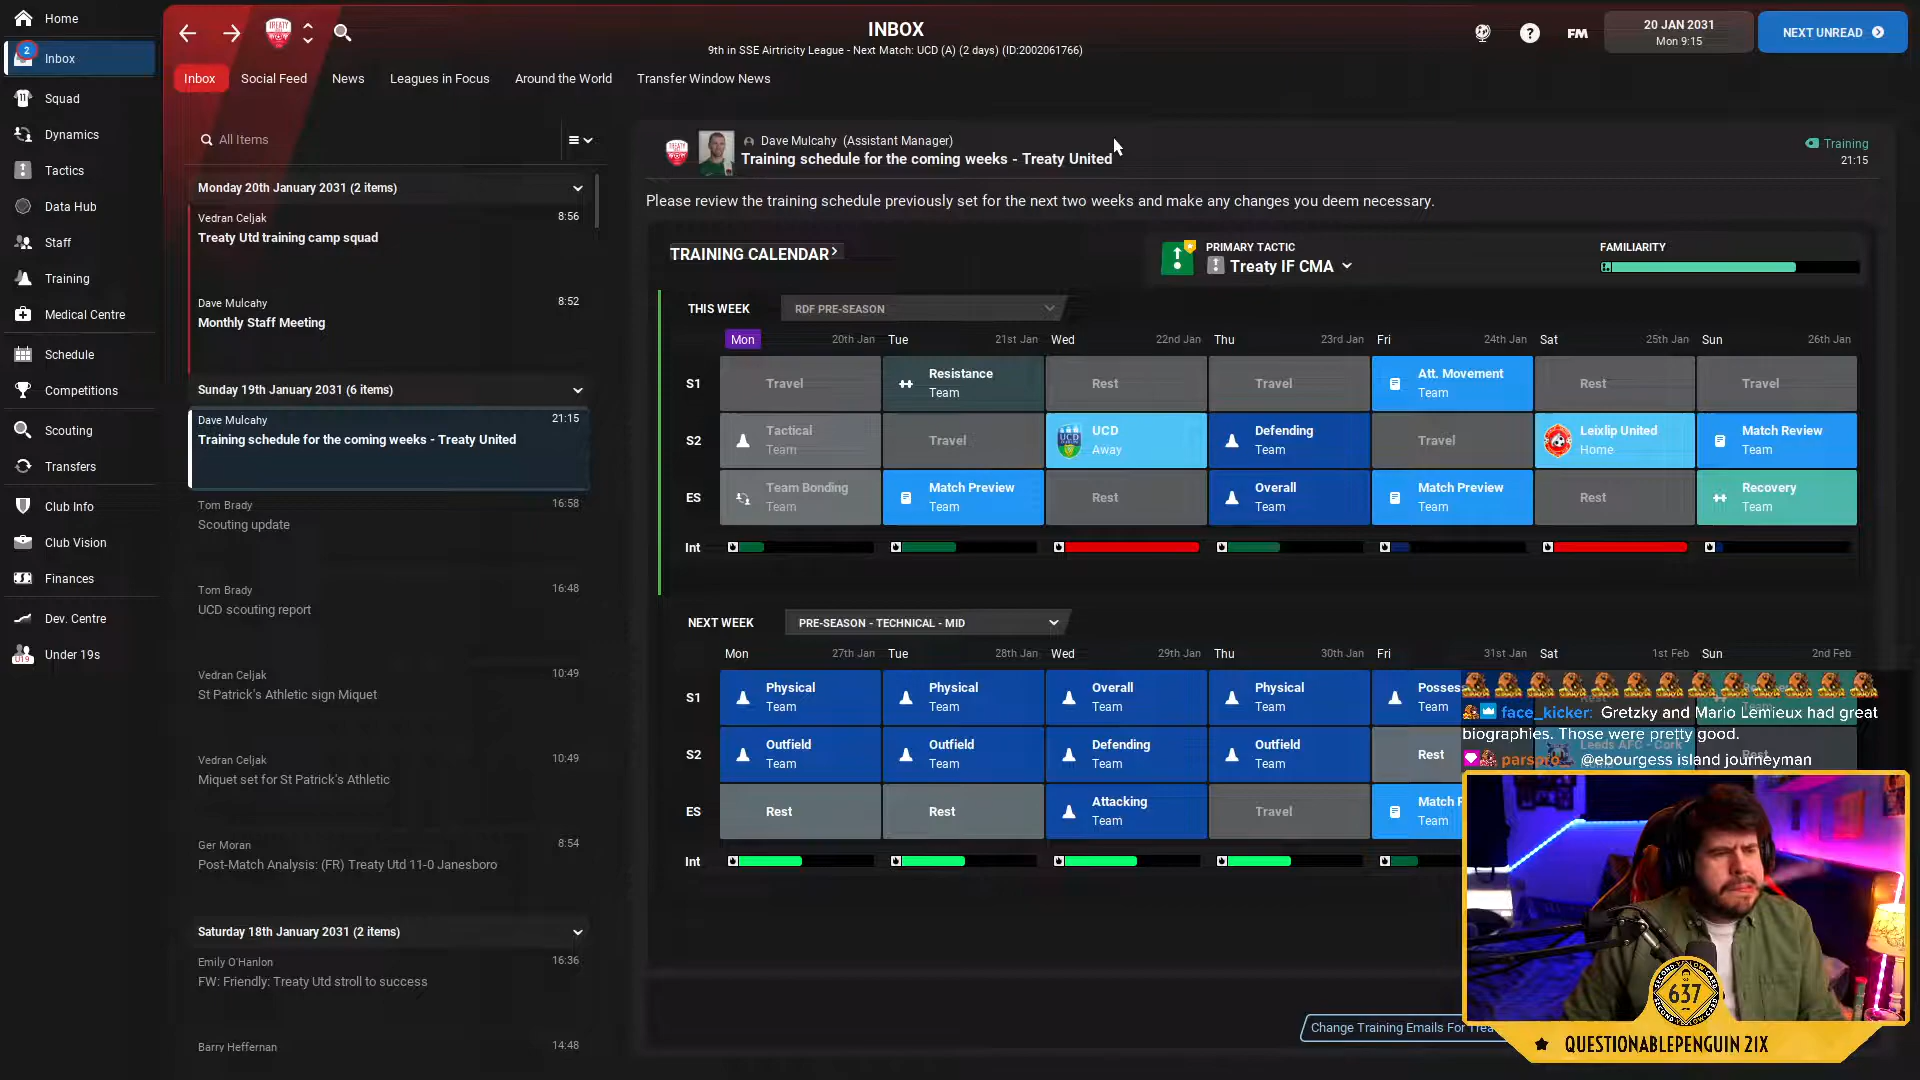 Home
Inbox
2
Squad
Dynamics
Tactics
Data Hub
Staff
Training
Medical Centre
Schedule
Competitions
Scouting
Transfers
Club Info
Club Vision
Finances
Dev. Centre
Under 19s
INBOX
9th in SSE Airtricity League - Next Match: UCD (A) (2 days) (ID:2002061766)
FM
20 JAN 2031
Mon 9:15
NEXT UNREAD
Inbox
Social Feed
News
Leagues in Focus
Around the World
Transfer Window News
All Items
Monday 20th January 2031 (2 items)
Vedran Celjak 8:56
Treaty Utd training camp squad
Dave Mulcahy 8:52
Monthly Staff Meeting
Sunday 19th January 2031 (6 items)
Dave Mulcahy 21:15
Training schedule for the coming weeks - Treaty United
Tom Brady 16:58
Scouting update
Tom Brady 16:48
UCD scouting report
Vedran Celjak 10:49
St Patrick's Athletic sign Miquet
Vedran Celjak 10:49
Miquet set for St Patrick's Athletic
Ger Moran 8:54
Post-Match Analysis: (FR) Treaty Utd 11-0 Janesboro
Saturday 18th January 2031 (2 items)
Emily O'Hanlon 16:36
FW: Friendly: Treaty Utd stroll to success
Barry Heffernan 14:48
Dave Mulcahy (Assistant Manager)
Training schedule for the coming weeks - Treaty United
Training
21:15
Please review the training schedule previously set for the next two weeks and make any changes you deem necessary.
TRAINING CALENDAR
PRIMARY TACTIC
Treaty IF CMA
FAMILIARITY
THIS WEEK RDF PRE-SEASON
Mon 20th Jan Tue 21st Jan Wed 22nd Jan Thu 23rd Jan Fri 24th Jan Sat 25th Jan Sun 26th Jan
S1 Travel Resistance Team Rest Travel Att. Movement Team Rest Travel
S2 Tactical Team Travel UCD Away Defending Team Travel Leixlip United Home Match Review Team
ES Team Bonding Team Match Preview Team Rest Overall Team Match Preview Team Rest Recovery Team
Int
NEXT WEEK PRE-SEASON - TECHNICAL - MID
Mon 27th Jan Tue 28th Jan Wed 29th Jan Thu 30th Jan Fri 31st Jan Sat 1st Feb Sun 2nd Feb
S1 Physical Team Physical Team Overall Team Physical Team Possess Team
S2 Outfield Team Outfield Team Defending Team Outfield Team Rest Leeds AFC - Cork Rest
ES Rest Rest Attacking Team Travel Match P Team
Int
face_kicker: Gretzky and Mario Lemieux had great
biographies. Those were pretty good.
parspro_: @ebourgess island journeyman
Change Training Emails For Trea
637
QUESTIONABLEPENGUIN 21X